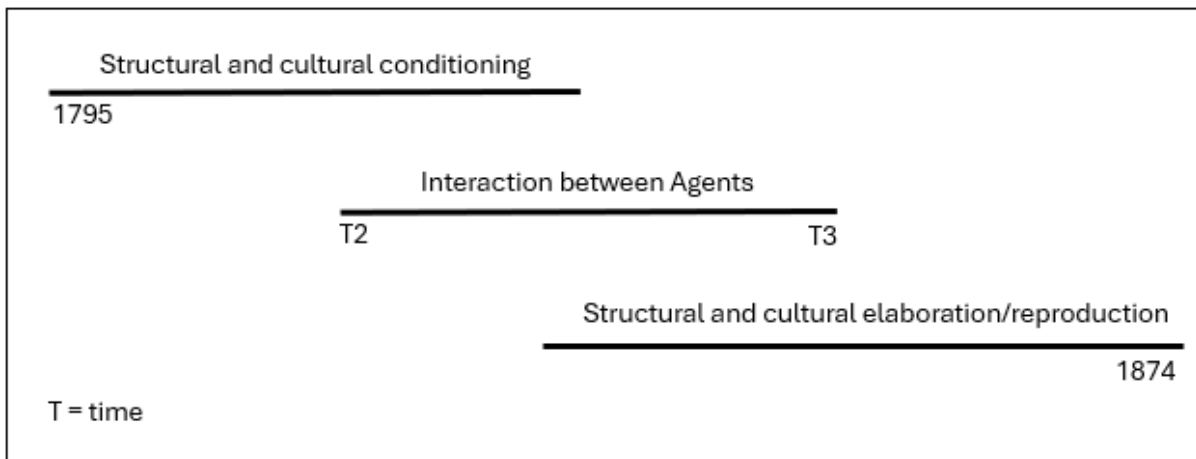 Structural and cultural conditioning
1795
Interaction between Agents
T2
T3
Structural and cultural elaboration/reproduction
1874
T = time